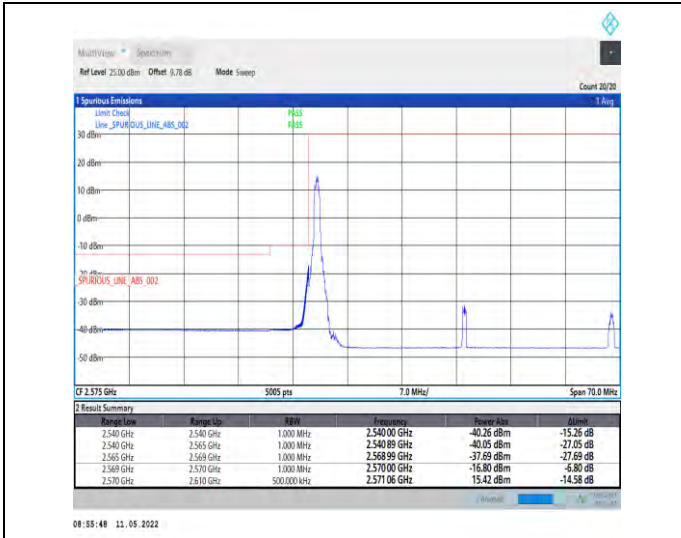 MultiView Spectrum
Ref Level 25.00 dBm Offset 9.78 dB Mode Sweep
Count 20/20
1 Spurious Emissions 1 Avg
Limit Check PASS
Line _SPURIOUS_LINE_ABS_002 PASS
30 dBm
20 dBm
10 dBm
0 dBm
-10 dBm
-20 dBm
_SPURIOUS_LINE_ABS_002
-30 dBm
-40 dBm
-50 dBm
CF 2.575 GHz 5005 pts 7.0 MHz/ Span 70.0 MHz
2 Result Summary
Range Low Range Up RBW Frequency Power Abs ΔLimit
2.540 GHz 2.540 GHz 1.000 MHz 2.540 00 GHz -40.26 dBm -15.26 dB
2.540 GHz 2.565 GHz 1.000 MHz 2.540 89 GHz -40.05 dBm -27.05 dB
2.565 GHz 2.569 GHz 1.000 MHz 2.568 99 GHz -37.69 dBm -27.69 dB
2.569 GHz 2.570 GHz 1.000 MHz 2.570 00 GHz -16.80 dBm -6.80 dB
2.570 GHz 2.610 GHz 500.000 kHz 2.571 06 GHz 15.42 dBm -14.58 dB
08:55:48 11.05.2022